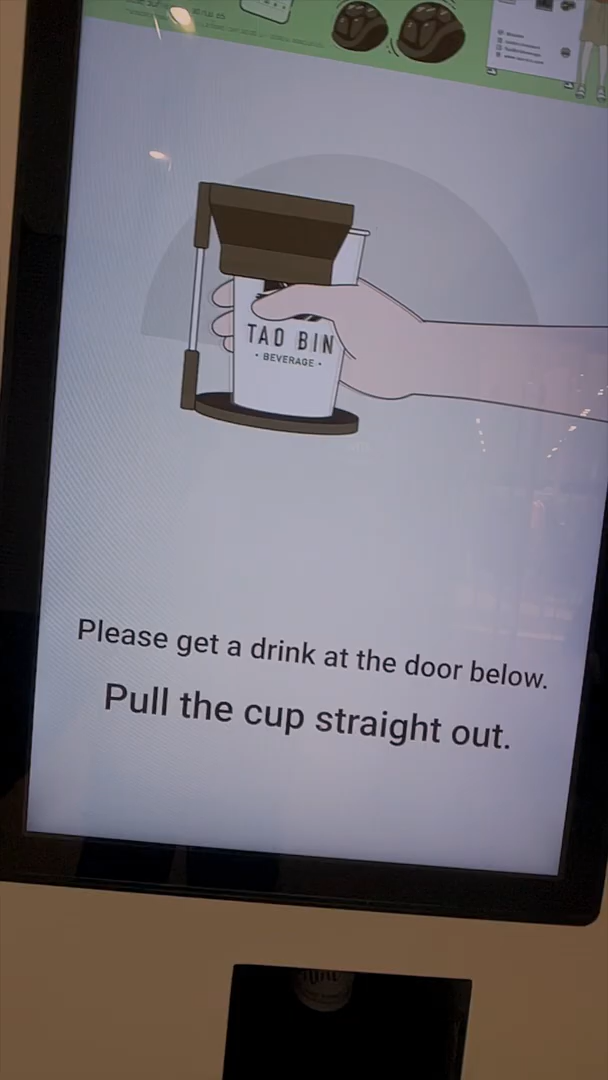 TAO BIN
• BEVERAGE •
Please get a drink at the door below.
Pull the cup straight out.